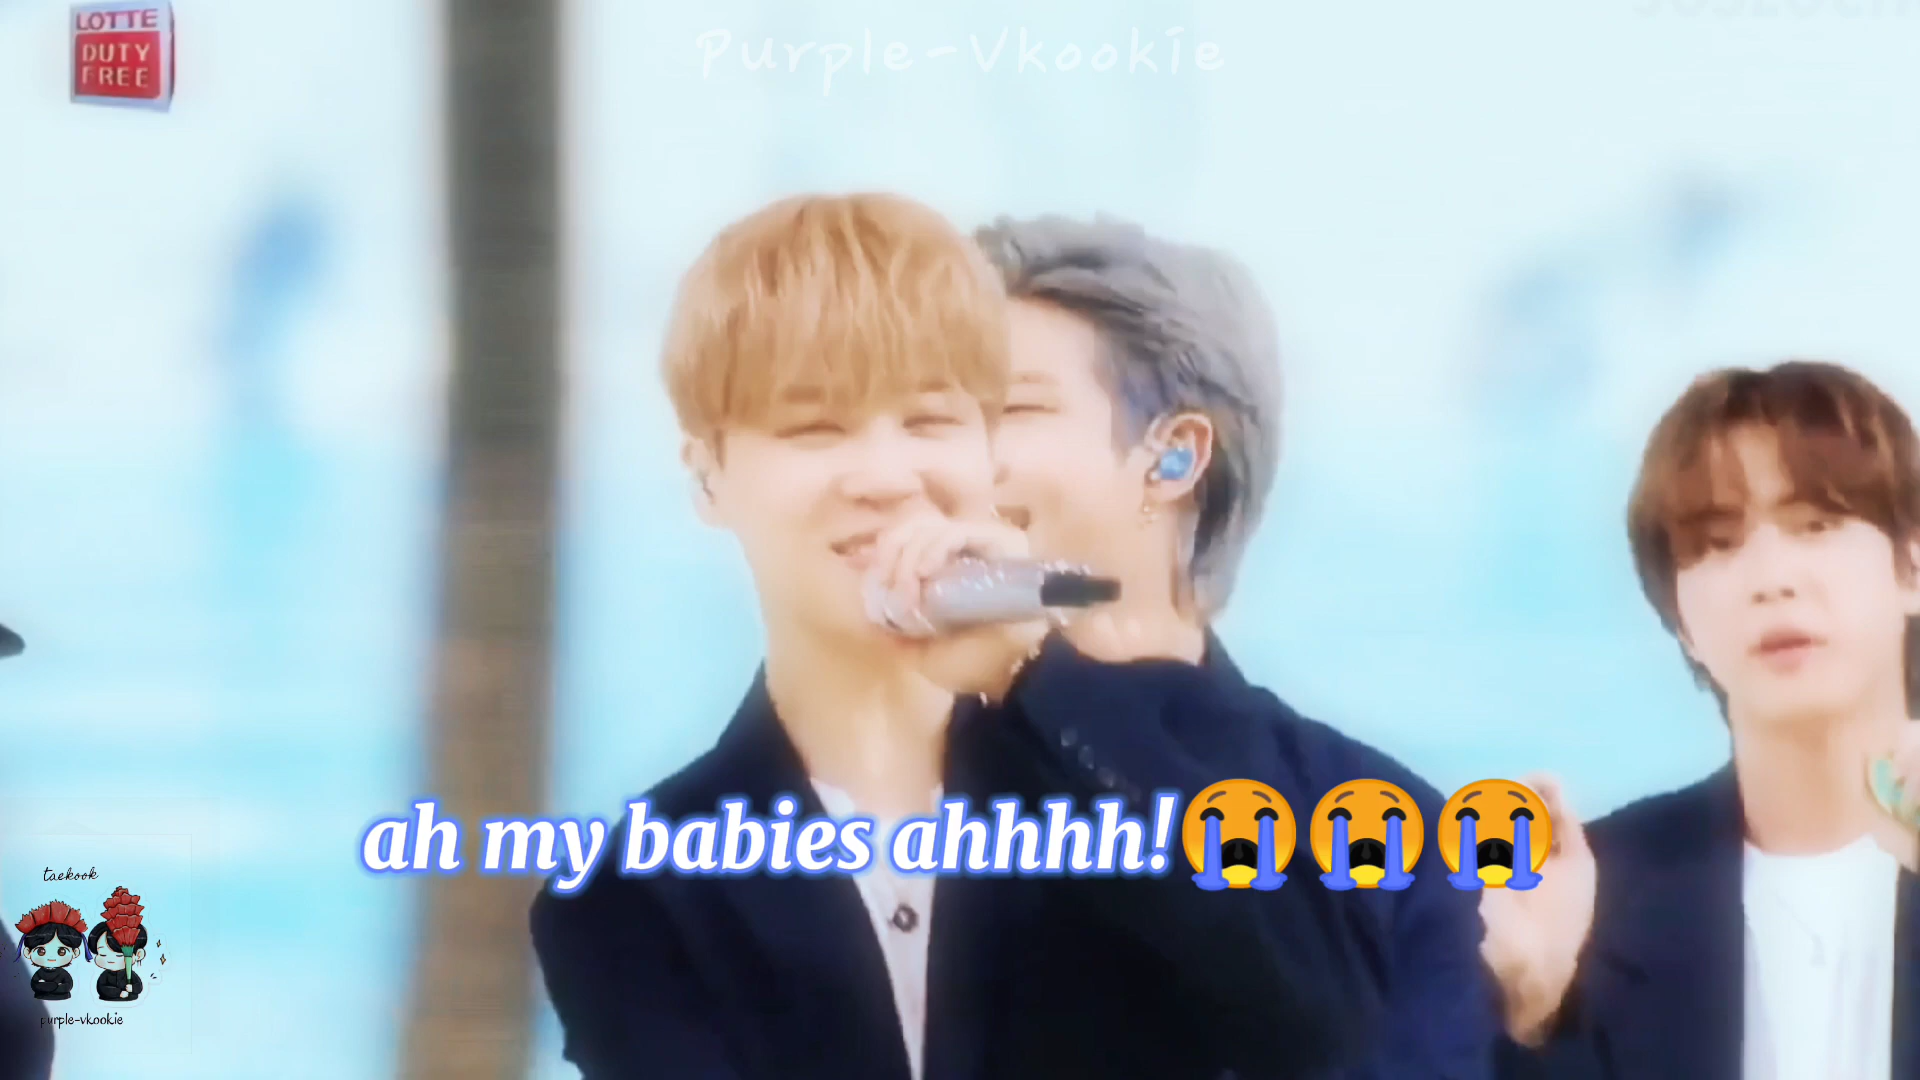 LOTTE
DUTY
FREE
Purple-Vkookie
ah my babies ahhhh!😭😭😭
taekook
purple-vkookie